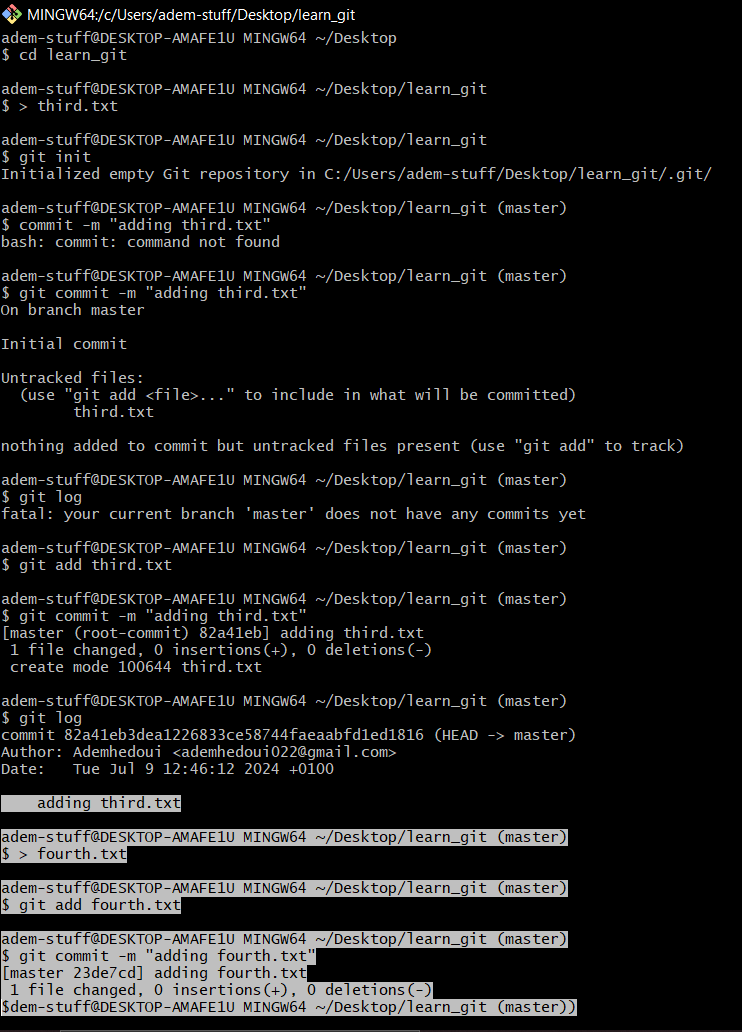 MINGW64:/c/Users/adem-stuff/Desktop/learn_git
adem-stuff@DESKTOP-AMAFE1U MINGW64 ~/Desktop
$ cd learn_git
adem-stuff@DESKTOP-AMAFE1U MINGW64 ~/Desktop/learn_git
$ > third.txt
adem-stuff@DESKTOP-AMAFE1U MINGW64 ~/Desktop/learn_git
$ git init
Initialized empty Git repository in C:/Users/adem-stuff/Desktop/learn_git/.git/
adem-stuff@DESKTOP-AMAFE1U MINGW64 ~/Desktop/learn_git (master)
$ commit -m "adding third.txt"
bash: commit: command not found
adem-stuff@DESKTOP-AMAFE1U MINGW64 ~/Desktop/learn_git (master)
$ git commit -m "adding third.txt"
On branch master
Initial commit
Untracked files:
  (use "git add <file>..." to include in what will be committed)
        third.txt
nothing added to commit but untracked files present (use "git add" to track)
adem-stuff@DESKTOP-AMAFE1U MINGW64 ~/Desktop/learn_git (master)
$ git log
fatal: your current branch 'master' does not have any commits yet
adem-stuff@DESKTOP-AMAFE1U MINGW64 ~/Desktop/learn_git (master)
$ git add third.txt
adem-stuff@DESKTOP-AMAFE1U MINGW64 ~/Desktop/learn_git (master)
$ git commit -m "adding third.txt"
[master (root-commit) 82a41eb] adding third.txt
 1 file changed, 0 insertions(+), 0 deletions(-)
 create mode 100644 third.txt
adem-stuff@DESKTOP-AMAFE1U MINGW64 ~/Desktop/learn_git (master)
$ git log
commit 82a41eb3dea1226833ce58744faeaabfd1ed1816 (HEAD -> master)
Author: Ademhedoui <ademhedoui022@gmail.com>
Date:   Tue Jul 9 12:46:12 2024 +0100
    adding third.txt
adem-stuff@DESKTOP-AMAFE1U MINGW64 ~/Desktop/learn_git (master)
$ > fourth.txt
adem-stuff@DESKTOP-AMAFE1U MINGW64 ~/Desktop/learn_git (master)
$ git add fourth.txt
adem-stuff@DESKTOP-AMAFE1U MINGW64 ~/Desktop/learn_git (master)
$ git commit -m "adding fourth.txt"
[master 23de7cd] adding fourth.txt
 1 file changed, 0 insertions(+), 0 deletions(-)
$dem-stuff@DESKTOP-AMAFE1U MINGW64 ~/Desktop/learn_git (master))